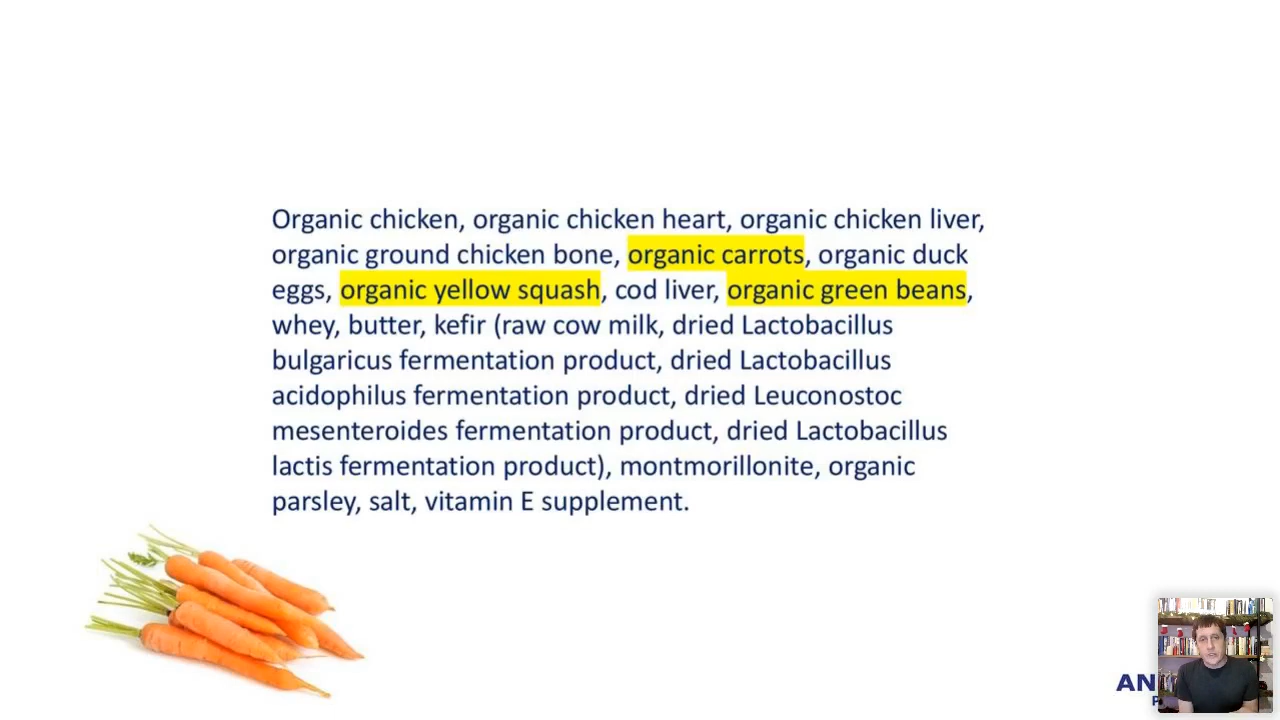 Organic chicken, organic chicken heart, organic chicken liver,
organic ground chicken bone, organic carrots, organic duck
eggs, organic yellow squash, cod liver, organic green beans,
whey, butter, kefir (raw cow milk, dried Lactobacillus
bulgaricus fermentation product, dried Lactobacillus
acidophilus fermentation product, dried Leuconostoc
mesenteroides fermentation product, dried Lactobacillus
lactis fermentation product), montmorillonite, organic
parsley, salt, vitamin E supplement.
AN